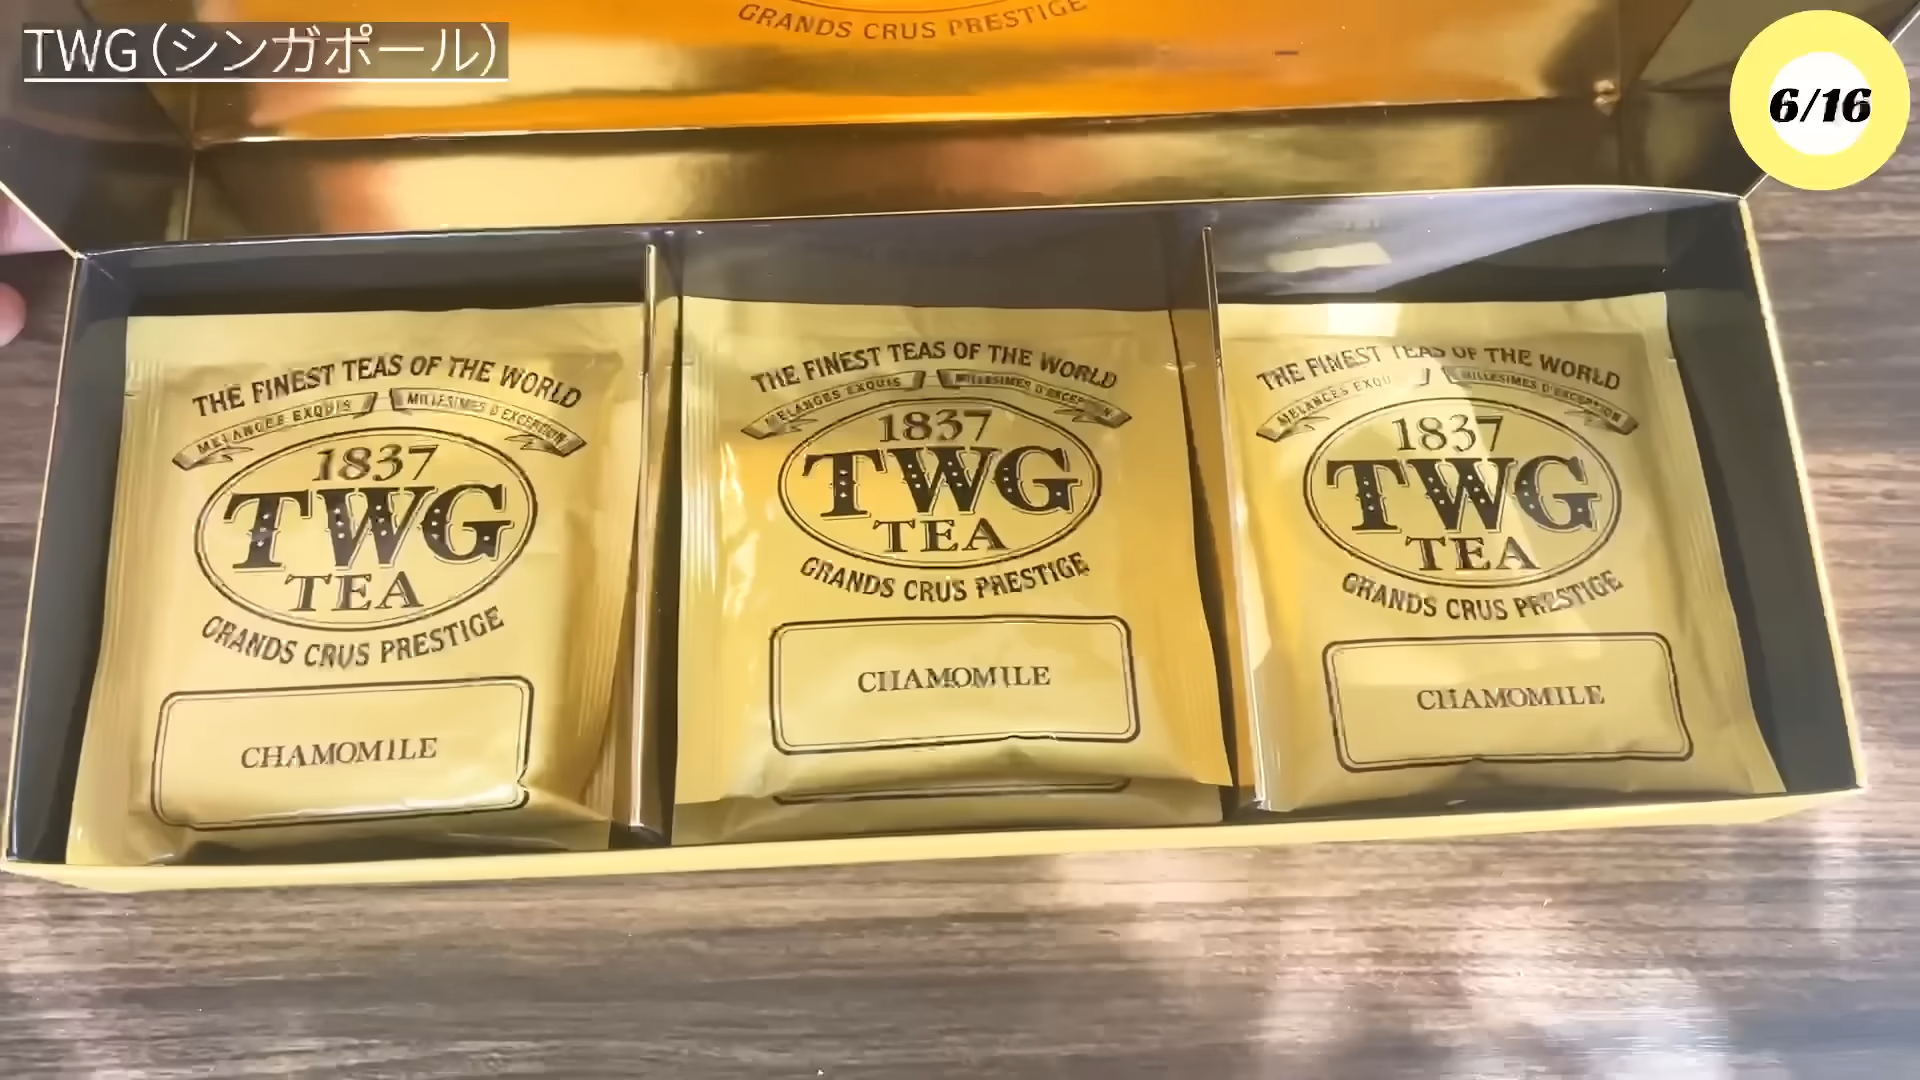 GRANDS CRUS PRESTIGE
TWG（シンガポール）
6/16
THE FINEST TEAS OF THE WORLD
MELANGES EXQUIS
MILLESIMES D'EXCEPTION
1837
TWG
TEA
GRANDS CRUS PRESTIGE
CHAMOMILE
THE FINEST TEAS OF THE WORLD
MELANGES EXQUIS
MILLESIMES D'EXCEPTION
1837
TWG
TEA
GRANDS CRUS PRESTIGE
CHAMOMILE
THE FINEST TEAS OF THE WORLD
MELANGES EXQUIS
MILLESIMES D'EXCEPTION
1837
TWG
TEA
GRANDS CRUS PRESTIGE
CHAMOMILE